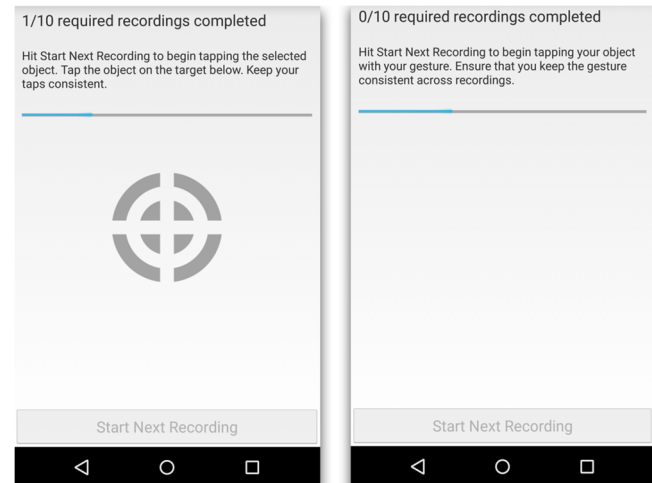 1/10 required recordings completed
Hit Start Next Recording to begin tapping the selected
object. Tap the object on the target below. Keep your
taps consistent.
Start Next Recording
0/10 required recordings completed
Hit Start Next Recording to begin tapping your object
with your gesture. Ensure that you keep the gesture
consistent across recordings.
Start Next Recording